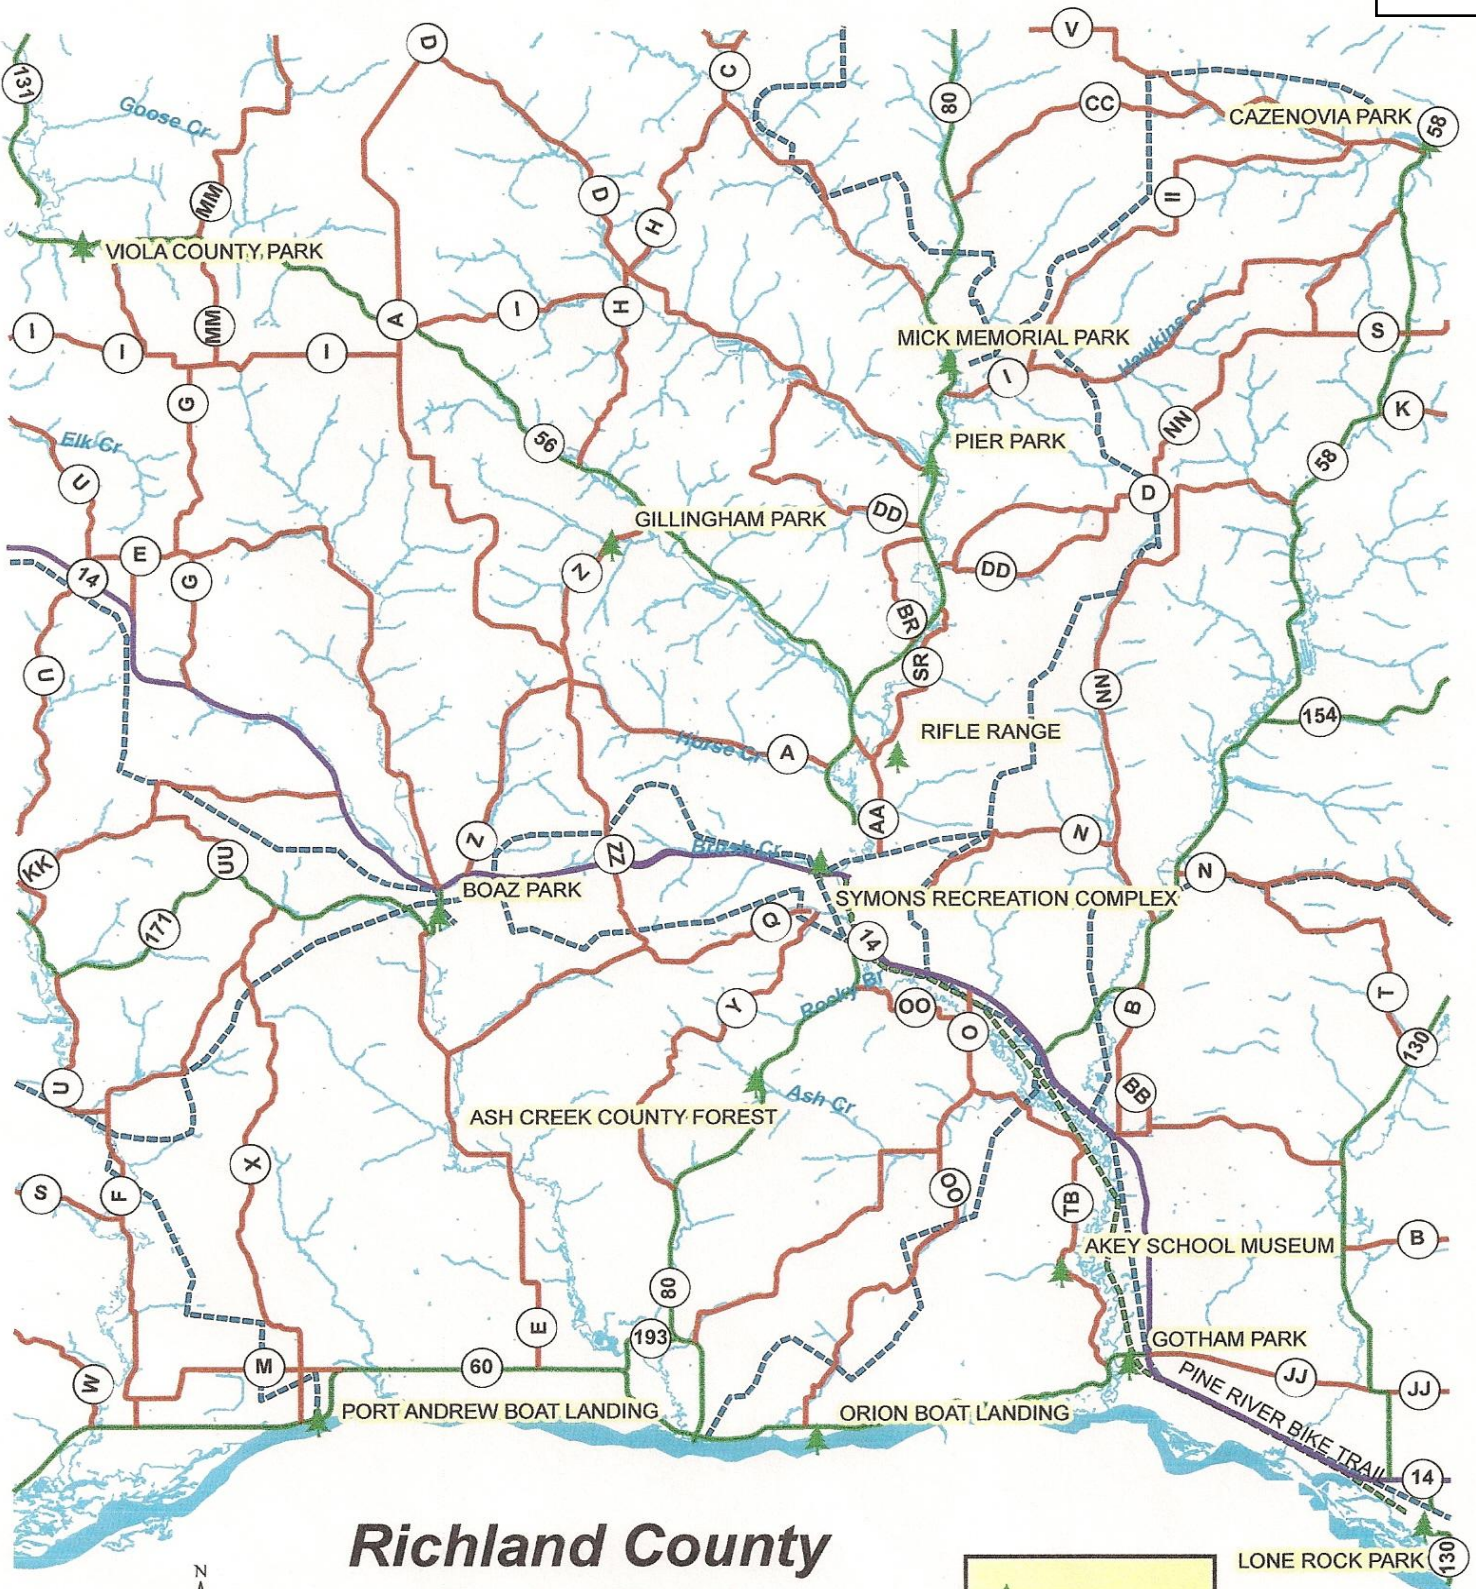 V
D
C
131
80
CC
Goose Cr
CAZENOVIA PARK
58
MM
D
II
H
VIOLA COUNTY PARK
H
I
A
I
MM
I
I
Hawkins Cr
S
MICK MEMORIAL PARK
I
G
K
NN
Elk Cr
56
PIER PARK
58
U
D
DD
GILLINGHAM PARK
E
14
G
Z
DD
BR
SR
U
NN
154
RIFLE RANGE
Horse Cr
A
AA
Z
N
Brush Cr
ZZ
UU
KK
N
BOAZ PARK
SYMONS RECREATION COMPLEX
171
Q
14
T
Rocky Br
Y
OO
B
O
130
U
BB
Ash Cr
ASH CREEK COUNTY FOREST
X
S
F
OO
TB
B
AKEY SCHOOL MUSEUM
80
E
193
GOTHAM PARK
M
60
W
JJ
JJ
PINE RIVER BIKE TRAIL
PORT ANDREW BOAT LANDING
ORION BOAT LANDING
14
Richland County
LONE ROCK PARK
130
N